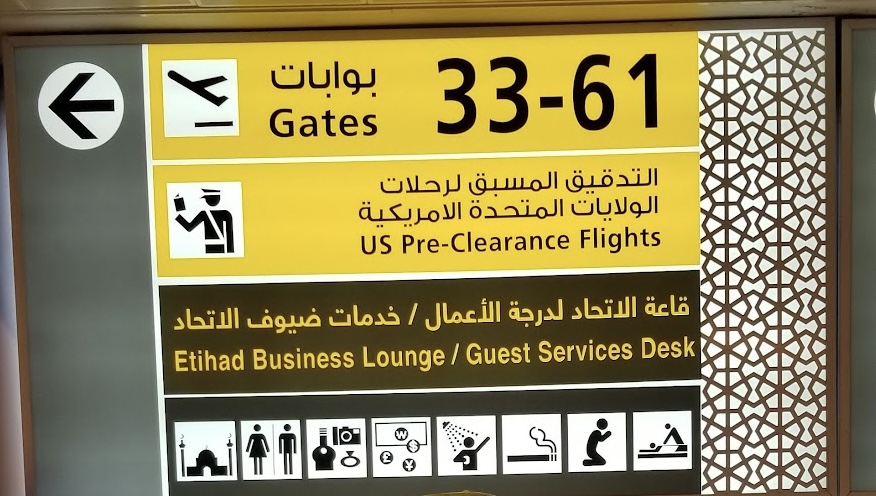 بوابات
Gates
33-61
التدقيق المسبق لرحلات
الولايات المتحدة الامريكية
US Pre-Clearance Flights
قاعة الاتحاد لدرجة الأعمال / خدمات ضيوف الاتحاد
Etihad Business Lounge / Guest Services Desk
₩
$
£
¥